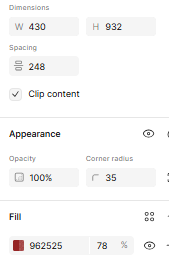 Dimensions
W 430 H 932
Spacing
248
Clip content
Appearance
Opacity Corner radius
100% 35
Fill
962525 78 %